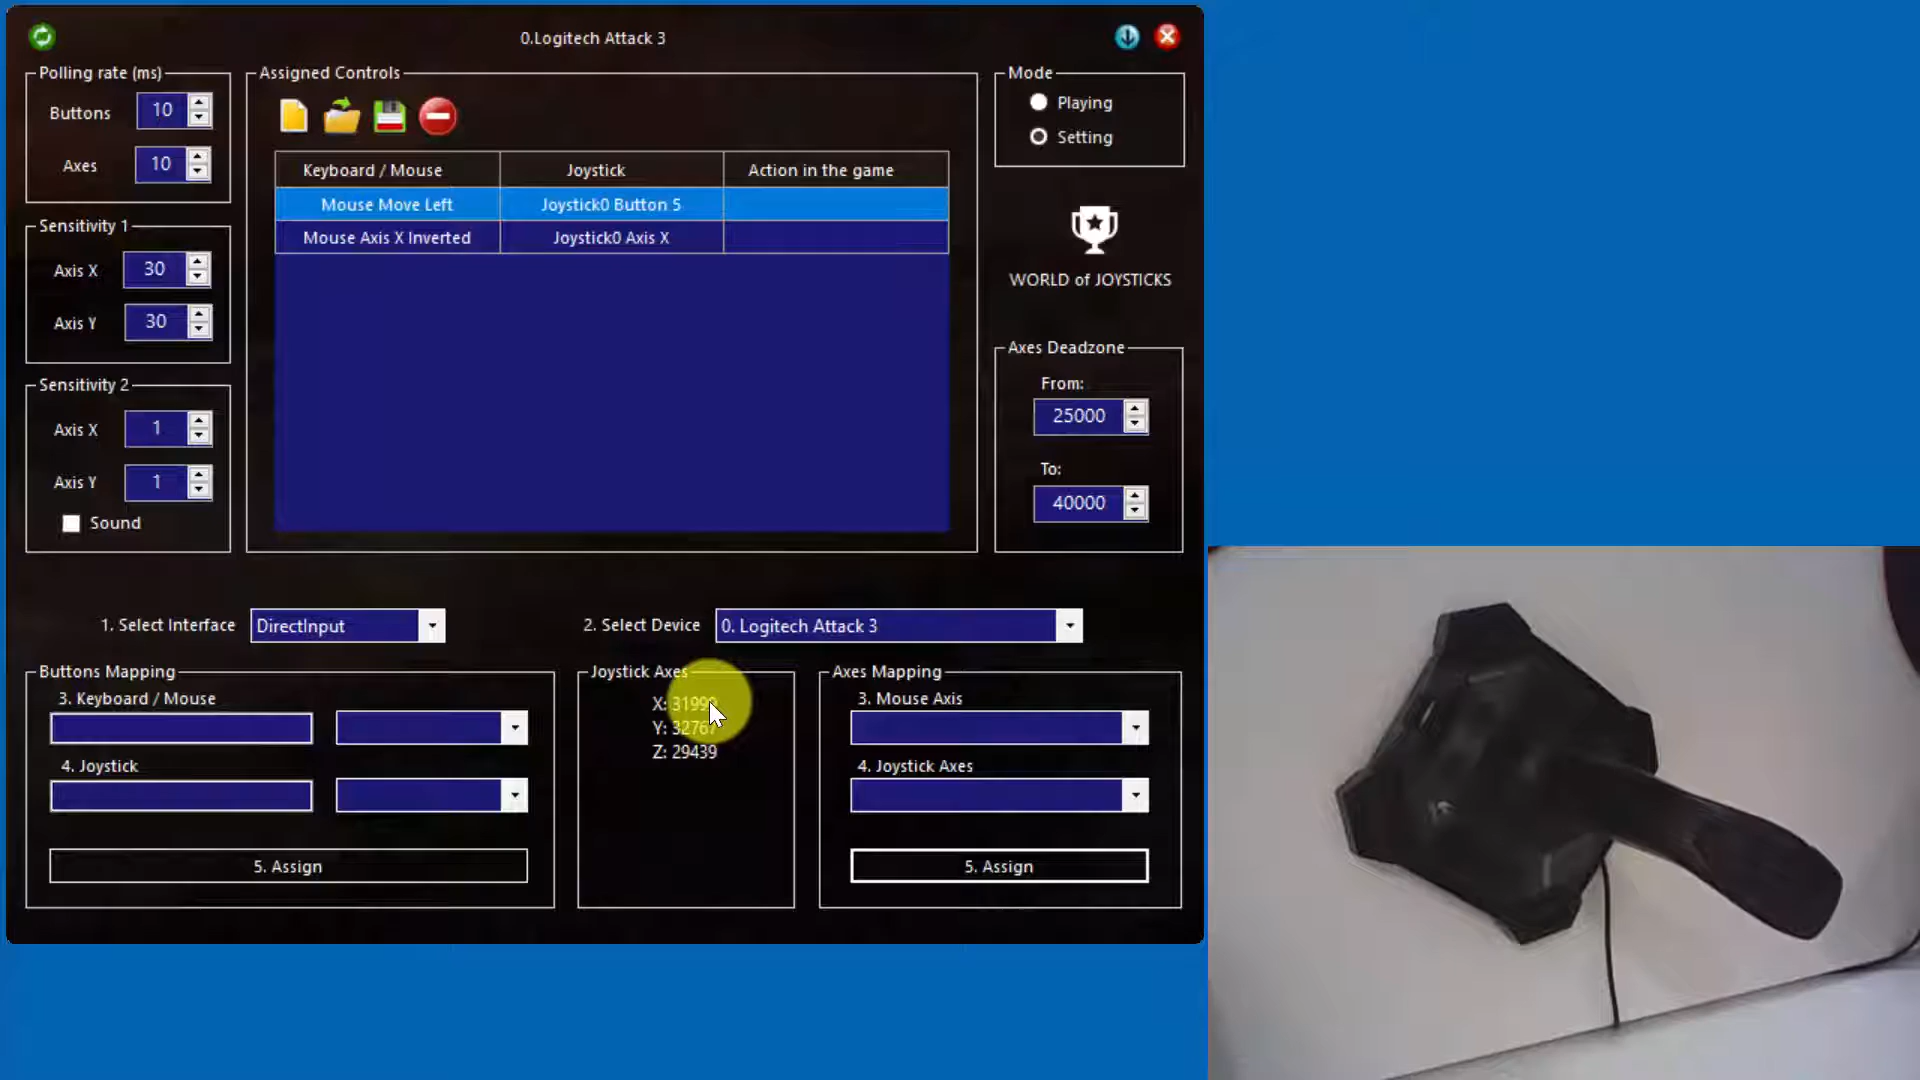 0.Logitech Attack 3
Polling rate (ms)
Buttons 10
Axes 10
Sensitivity 1
Axis X 30
Axis Y 30
Sensitivity 2
Axis X 1
Axis Y 1
Sound
Assigned Controls
Keyboard / Mouse Joystick Action in the game
Mouse Move Left Joystick0 Button 5
Mouse Axis X Inverted Joystick0 Axis X
Mode
Playing
Setting
WORLD of JOYSTICKS
Axes Deadzone
From:
25000
To:
40000
1. Select Interface DirectInput
2. Select Device 0. Logitech Attack 3
Buttons Mapping
3. Keyboard / Mouse
4. Joystick
5. Assign
Joystick Axes
X:
Y: 32767
Z: 29439
Axes Mapping
3. Mouse Axis
4. Joystick Axes
5. Assign